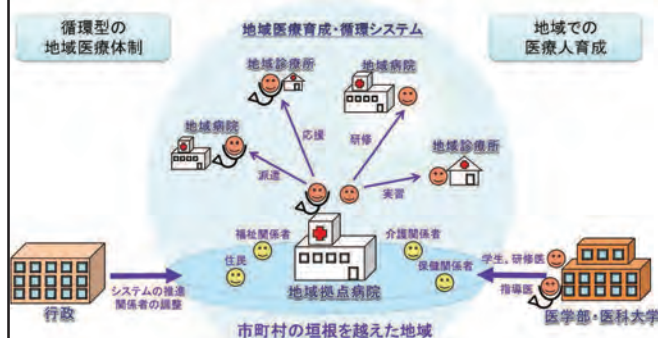 循環型の
地域医療体制
地域医療育成・循環システム
地域での
医療人育成
地域診療所
地域病院
地域病院
応援
研修
地域診療所
派遣
実習
福祉関係者
介護関係者
住民
保健関係者
学生、研修医
システムの推進
関係者の調整
地域拠点病院
指導医
行政
医学部・医科大学
市町村の垣根を越えた地域